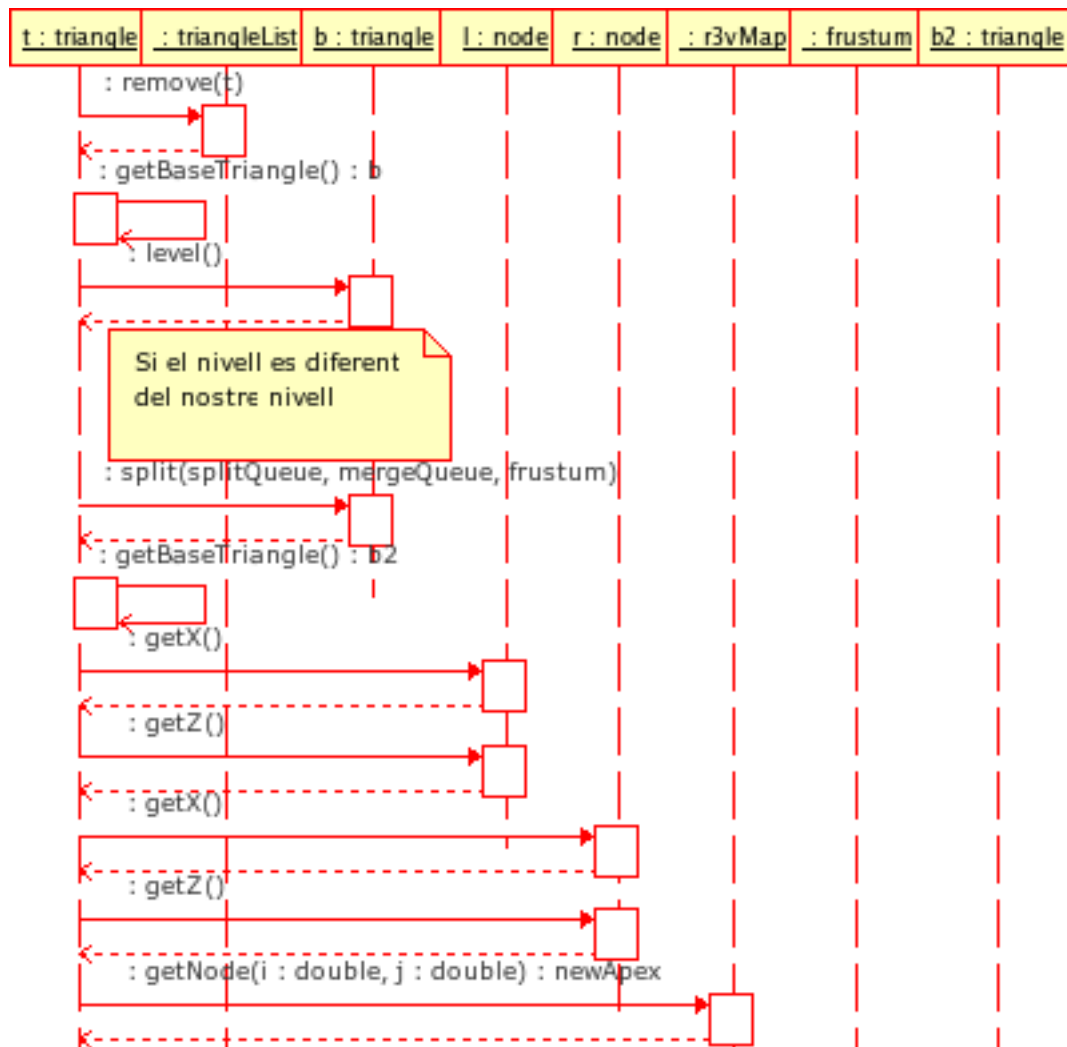 t : triangle : triangleList b : triangle l : node r : node : r3vMap : frustum b2 : triangle
: remove(t)
: getBaseTriangle() : b
: level()
Si el nivell es diferent
del nostre nivell
: split(splitQueue, mergeQueue, frustum)
: getBaseTriangle() : b2
: getX()
: getZ()
: getX()
: getZ()
: getNode(i : double, j : double) : newApex